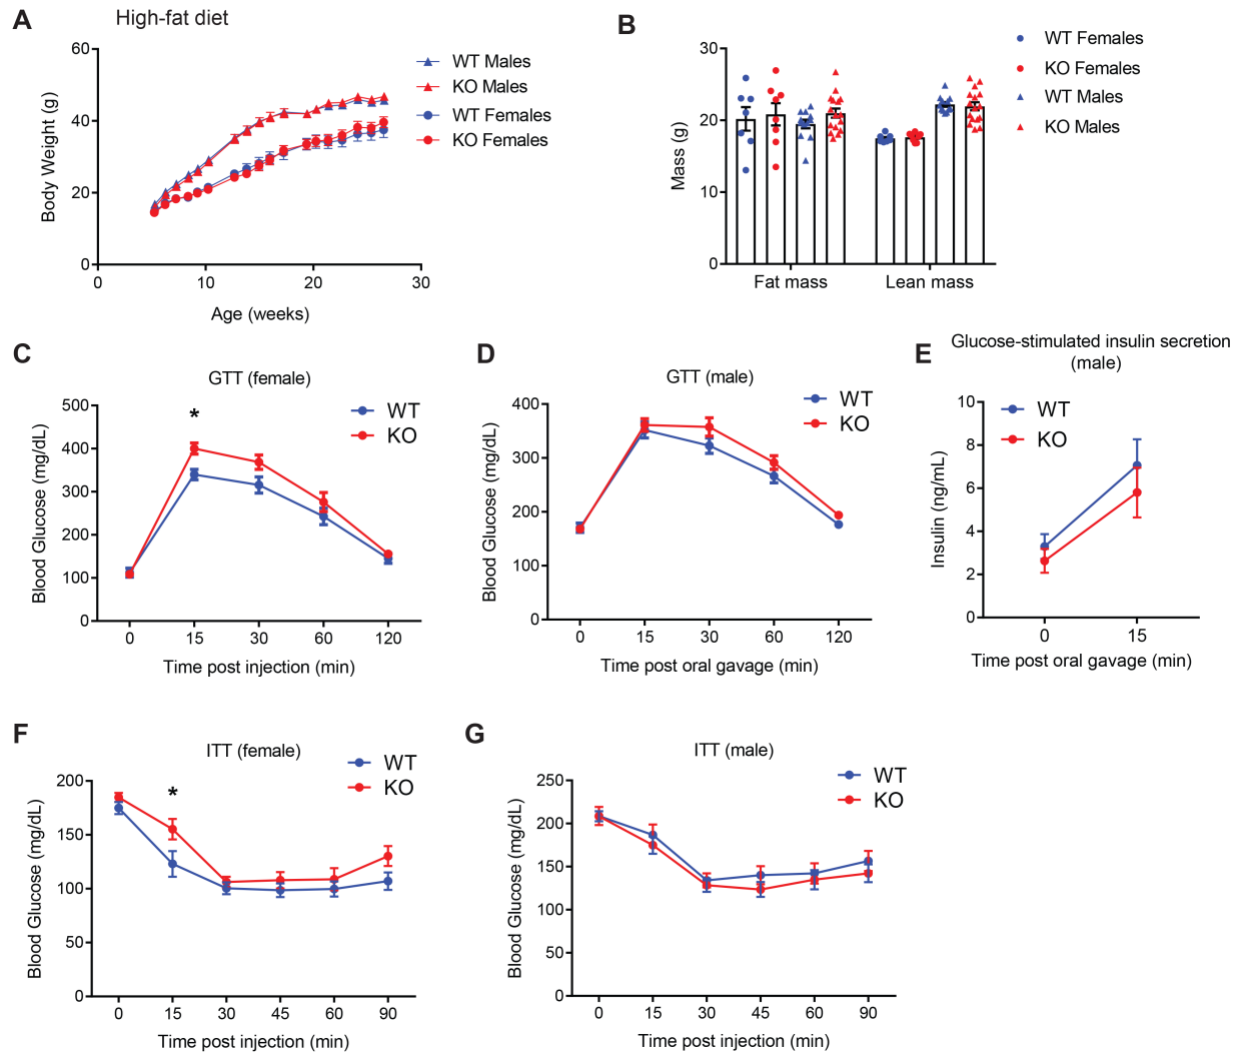 A
High-fat diet
Body Weight (g)
60
40
20
0
0
10
20
30
Age (weeks)
WT Males
KO Males
WT Females
KO Females
B
Mass (g)
30
20
10
0
Fat mass
Lean mass
WT Females
KO Females
WT Males
KO Males
C
GTT (female)
Blood Glucose (mg/dL)
500
400
300
200
100
0
*
WT
KO
0
15
30
60
120
Time post injection (min)
D
GTT (male)
Blood Glucose (mg/dL)
400
300
200
100
0
WT
KO
0
15
30
60
120
Time post oral gavage (min)
E
Glucose-stimulated insulin secretion
(male)
Insulin (ng/mL)
10
8
6
4
2
0
WT
KO
0
15
Time post oral gavage (min)
F
ITT (female)
Blood Glucose (mg/dL)
200
150
100
50
0
*
WT
KO
0
15
30
45
60
90
Time post injection (min)
G
ITT (male)
Blood Glucose (mg/dL)
250
200
150
100
50
0
WT
KO
0
15
30
45
60
90
Time post injection (min)